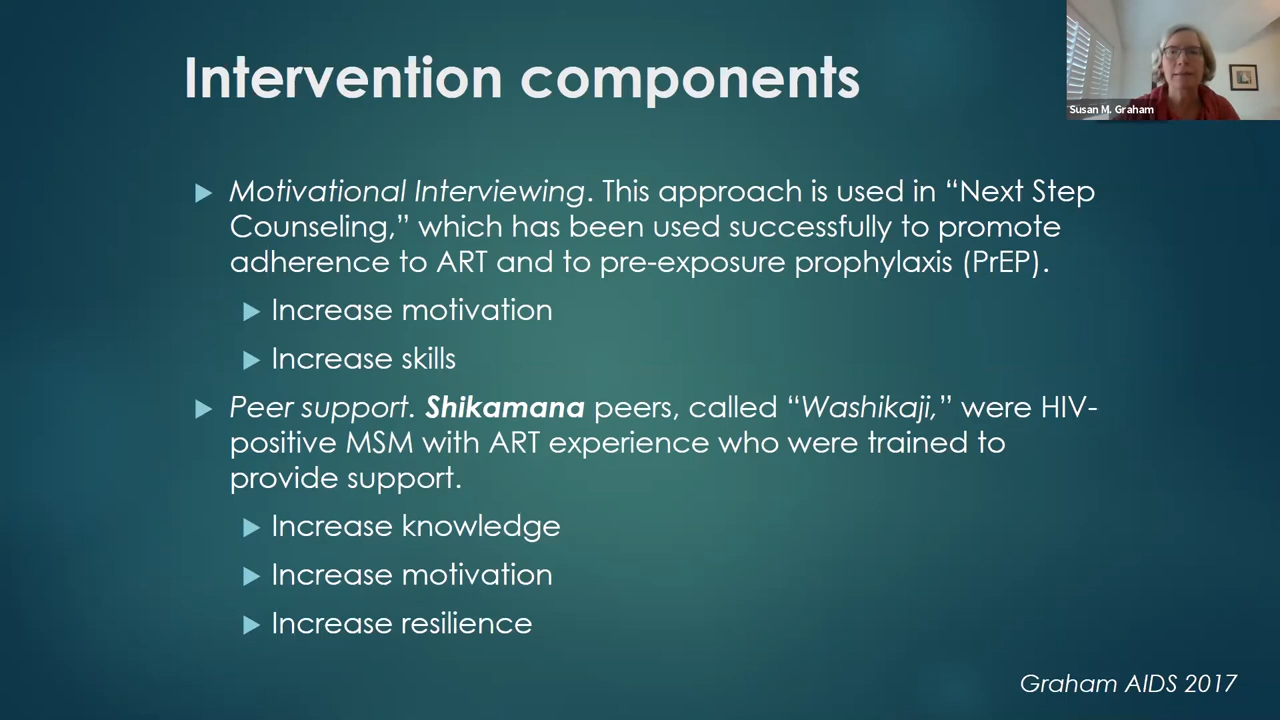 Intervention components
Susan M. Graham
Motivational Interviewing. This approach is used in “Next Step
Counseling,” which has been used successfully to promote
adherence to ART and to pre-exposure prophylaxis (PrEP).
Increase motivation
Increase skills
Peer support. Shikamana peers, called “Washikaji,” were HIV-
positive MSM with ART experience who were trained to
provide support.
Increase knowledge
Increase motivation
Increase resilience
Graham AIDS 2017